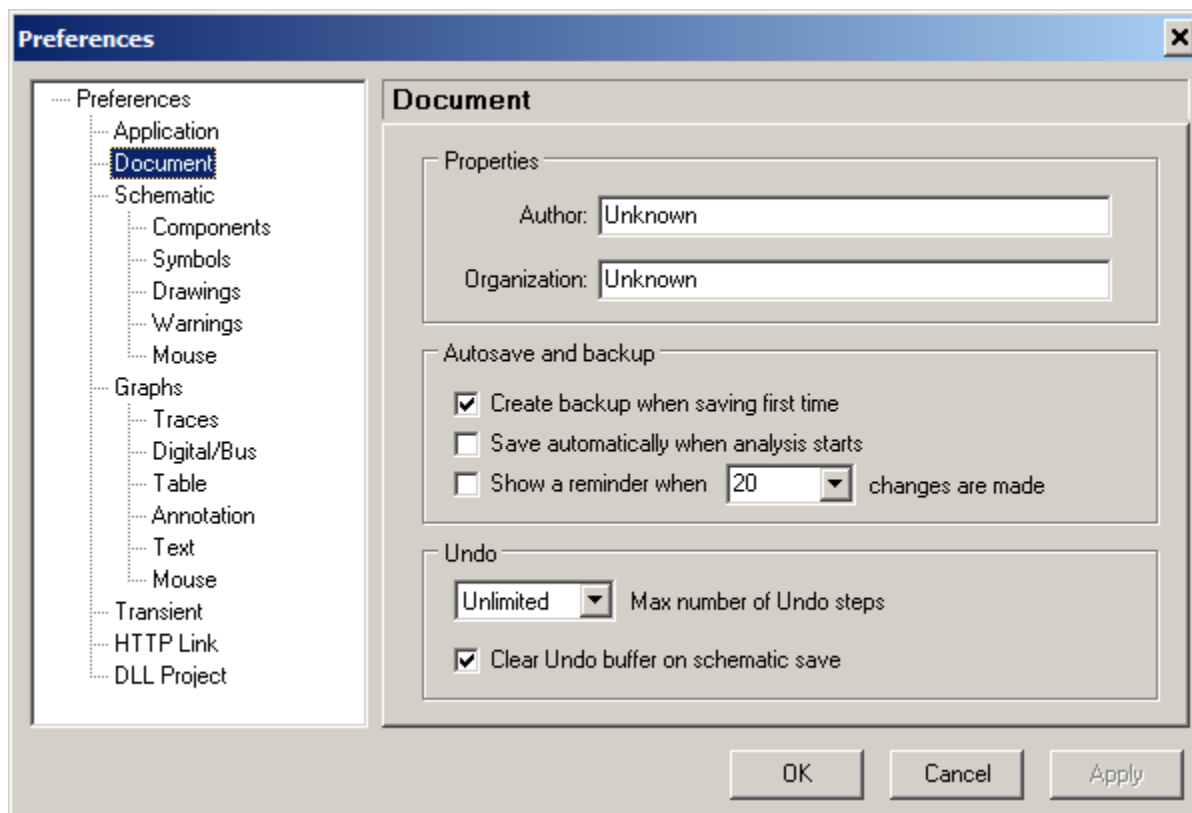 Preferences
Preferences
Application
Document
Schematic
Components
Symbols
Drawings
Warnings
Mouse
Graphs
Traces
Digital/Bus
Table
Annotation
Text
Mouse
Transient
HTTP Link
DLL Project
Document
Properties
Author: Unknown
Organization: Unknown
Autosave and backup
Create backup when saving first time
Save automatically when analysis starts
Show a reminder when 20 changes are made
Undo
Unlimited Max number of Undo steps
Clear Undo buffer on schematic save
OK Cancel Apply